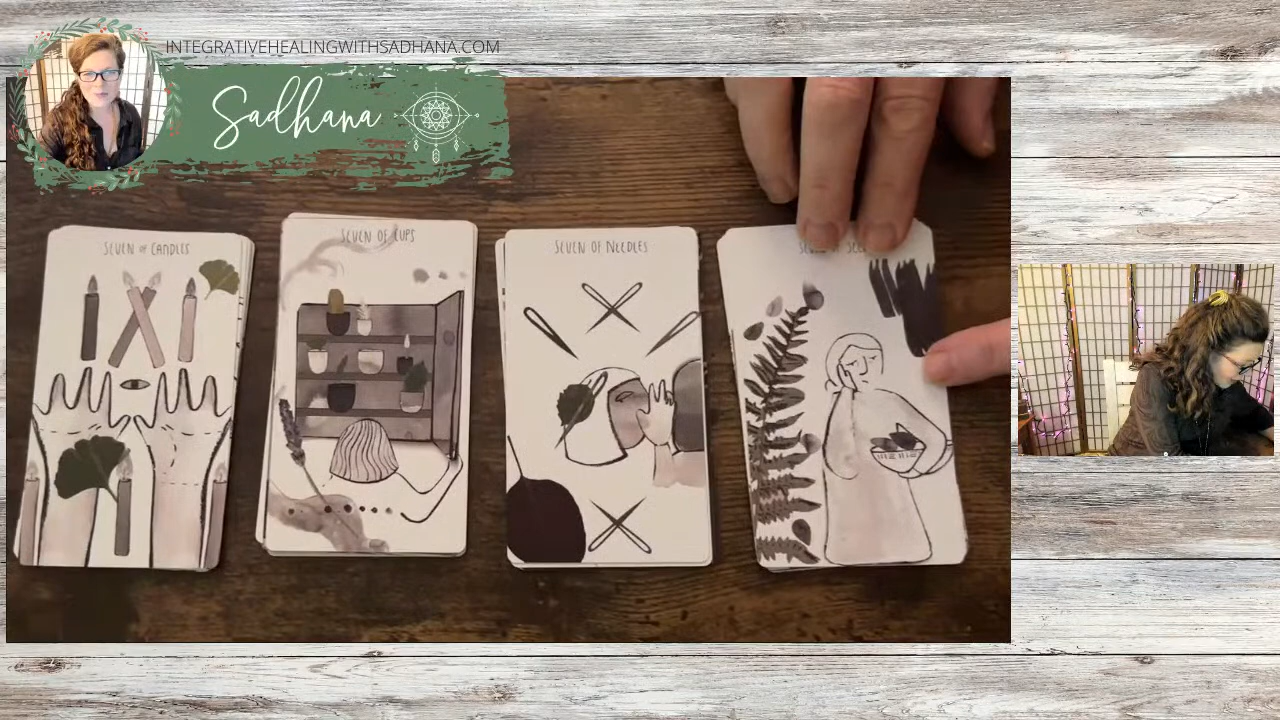 INTEGRATIVEHEALINGWITHSADHANA.COM
Sadhana
SEVEN OF CANDLES
SEVEN OF CUPS
SEVEN OF NEEDLES